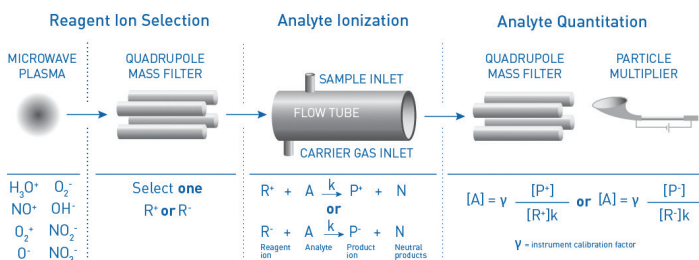 Reagent Ion Selection
Analyte Ionization
Analyte Quantitation
MICROWAVE
PLASMA
QUADRUPOLE
MASS FILTER
SAMPLE INLET
FLOW TUBE
CARRIER GAS INLET
QUADRUPOLE
MASS FILTER
PARTICLE
MULTIPLIER
H₃O⁺ O₂⁻
NO⁺ OH⁻
O₂⁺ NO₂⁻
O⁻ NO₃⁻
Select one
R⁺ or R⁻
R⁺ + A k→ P⁺ + N
or
R⁻ + A k→ P⁻ + N
Reagent ion
Analyte
Product ion
Neutral products
[A] = γ [P⁺] / [R⁺]k or [A] = γ [P⁻] / [R⁻]k
γ = instrument calibration factor